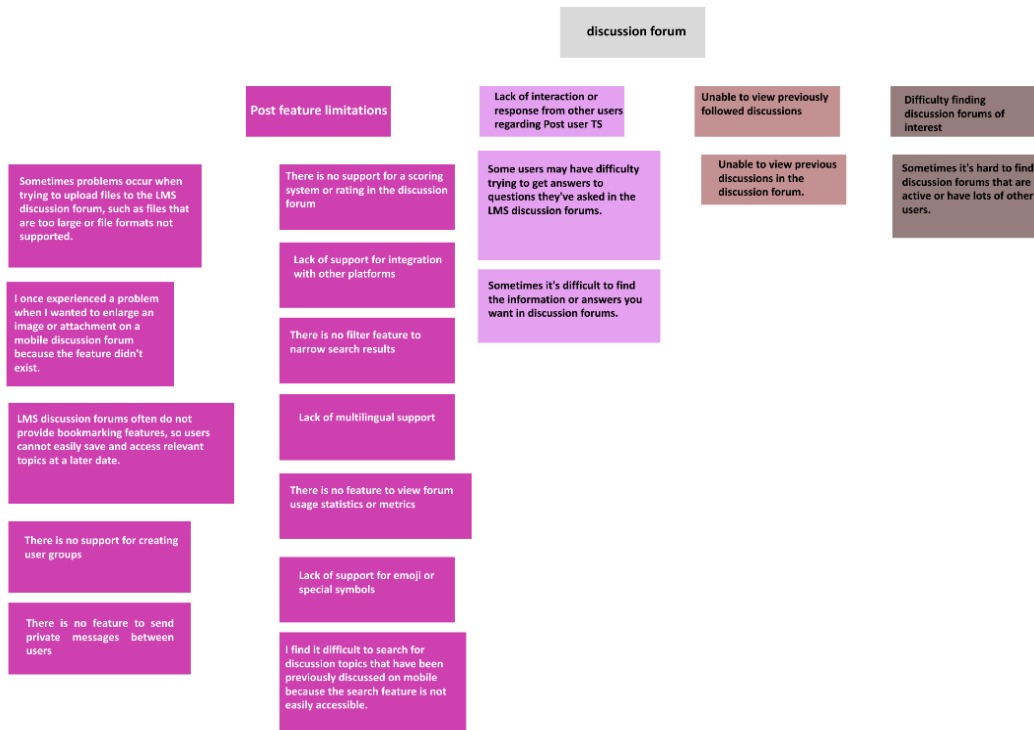 discussion forum
Post feature limitations
Lack of interaction or
response from other users
regarding Post user TS
Unable to view previously
followed discussions
Difficulty finding
discussion forums of
interest
Sometimes problems occur when
trying to upload files to the LMS
discussion forum, such as files that
are too large or file formats not
supported.
I once experienced a problem
when I wanted to enlarge an
image or attachment on a
mobile discussion forum
because the feature didn't
exist.
LMS discussion forums often do not
provide bookmarking features, so users
cannot easily save and access relevant
topics at a later date.
There is no support for creating
user groups
There is no feature to send
private messages between
users
There is no support for a scoring
system or rating in the discussion
forum
Lack of support for integration
with other platforms
There is no filter feature to
narrow search results
Lack of multilingual support
There is no feature to view forum
usage statistics or metrics
Lack of support for emoji or
special symbols
I find it difficult to search for
discussion topics that have been
previously discussed on mobile
because the search feature is not
easily accessible.
Some users may have difficulty
trying to get answers to
questions they've asked in the
LMS discussion forums.
Sometimes it's difficult to find
the information or answers you
want in discussion forums.
Unable to view previous
discussions in the
discussion forum.
Sometimes it's hard to find
discussion forums that are
active or have lots of other
users.